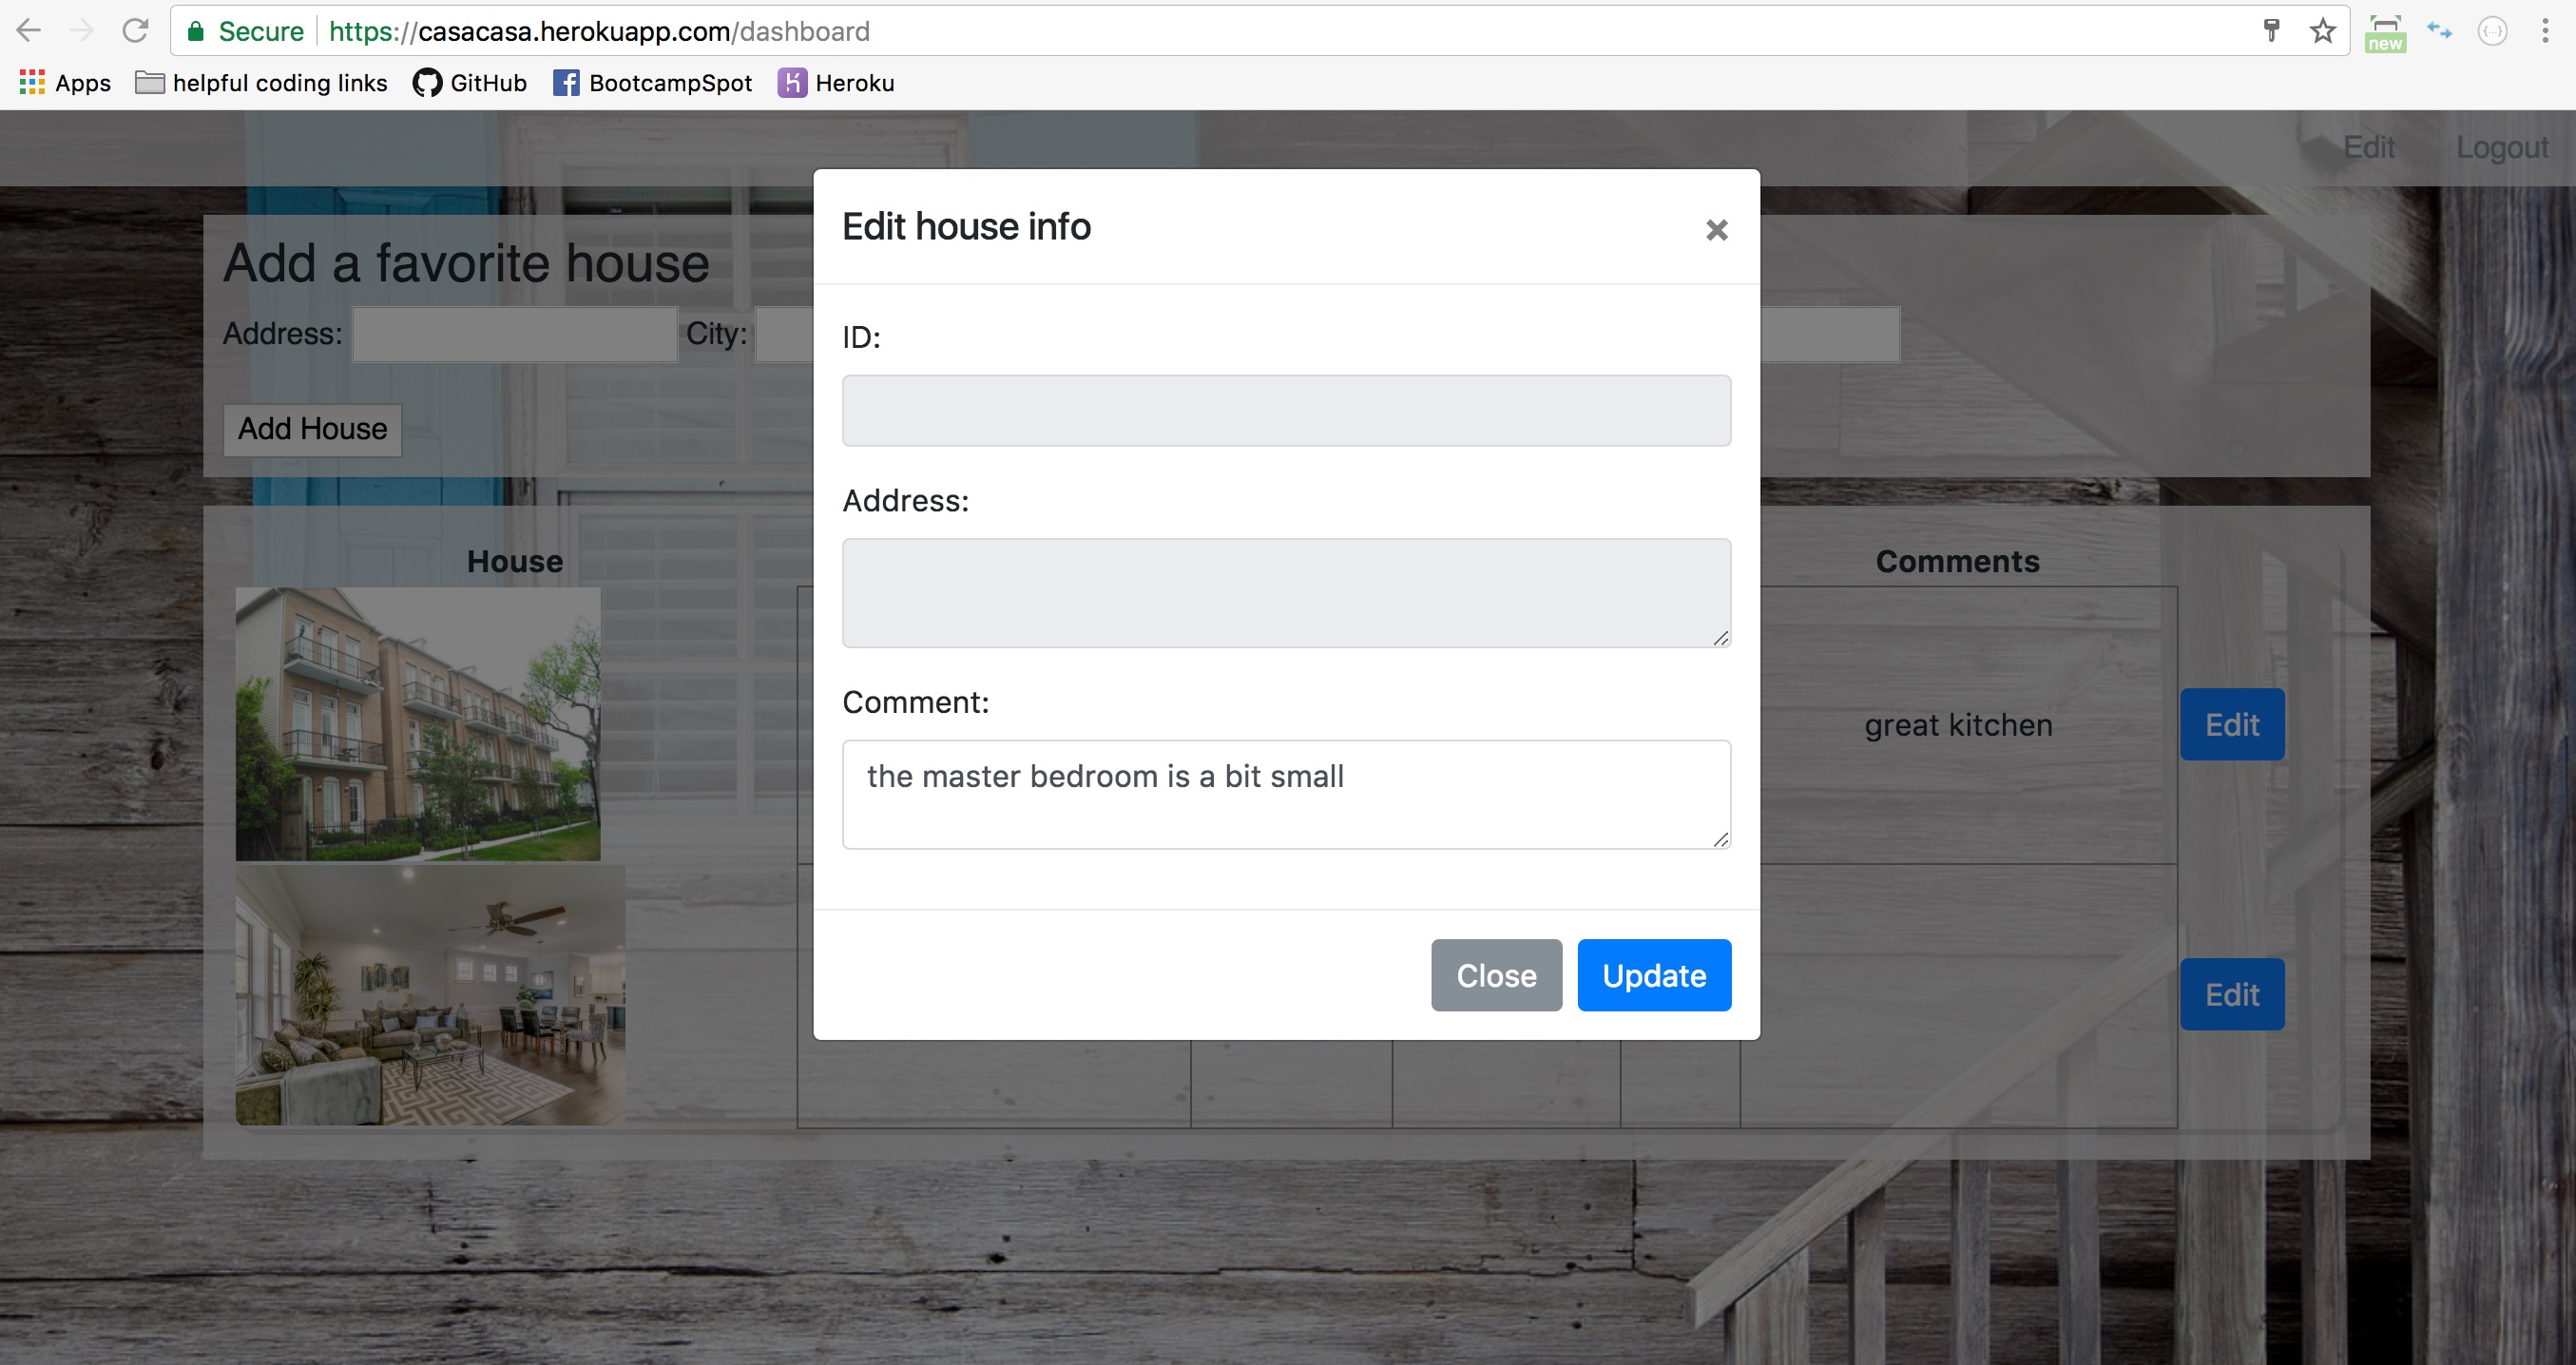 Secure https://casacasa.herokuapp.com/dashboard
new
Apps helpful coding links GitHub BootcampSpot Heroku
Edit Logout
Add a favorite house
Address: City:
Add House
House Comments
great kitchen Edit
Edit
Edit house info
ID:
Address:
Comment:
the master bedroom is a bit small
Close Update